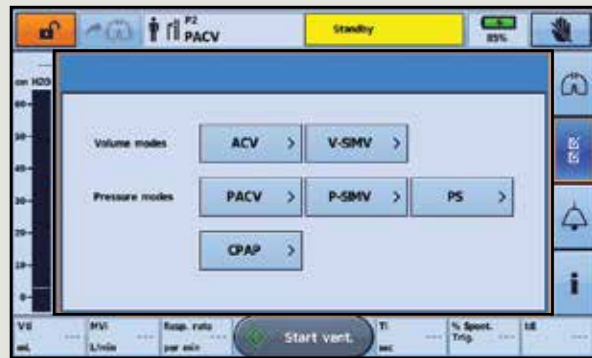 P2
PACV
Standby
85%
cm H2O
60-
50-
40-
30-
20-
10-
0-
Volume modes ACV > V-SIMV >
Pressure modes PACV > P-SIMV > PS >
CPAP >
Vti --- mL
MVi --- L/min
Resp. rate --- per min
Start vent.
Ti --- sec
% Spont. Trig. ---
I:E ---